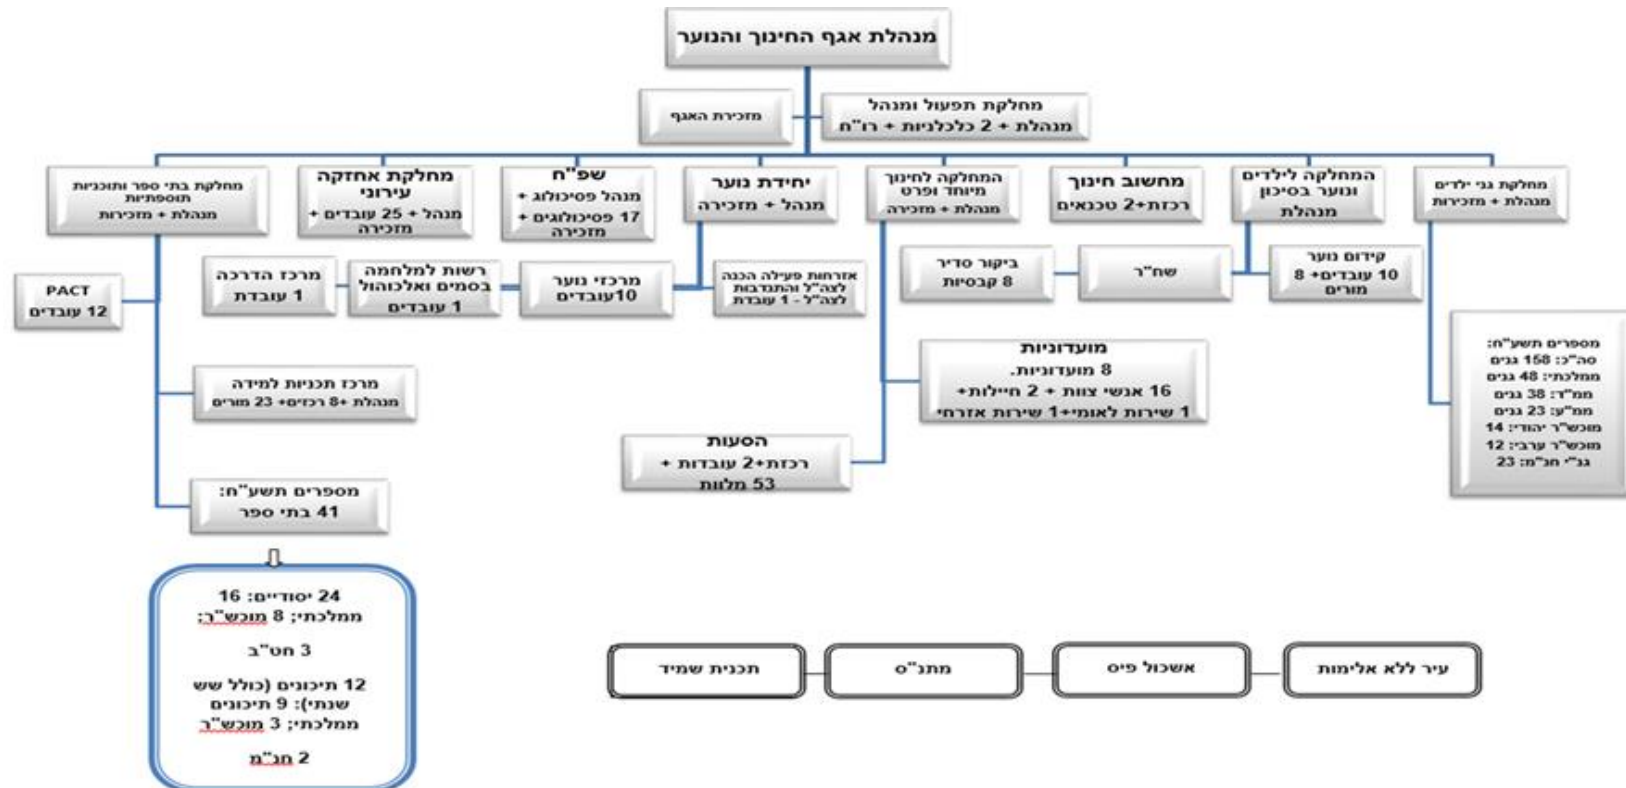 מנהלת אגף החינוך והנוער
מחלקת תפעול ומנהל
מנהלת + 2 כלכלניות + רו"ח
מזכירת האגף
מחלקת גני ילדים
מנהלת + מזכירות
המחלקה לילדים
ונוער בסיכון
מנהלת
מחשוב חינוך
רכזת+2 טכנאים
המחלקה לחינוך
מיוחד ופרט
מנהלת + מזכירה
יחידת נוער
מנהל + מזכירה
שפ"ח
מנהל פסיכולוג +
17 פסיכולוגים +
מזכירה
מחלקת אחזקה
עירוני
מנהל + 25 עובדים +
מזכירה
מחלקת בתי ספר ותוכניות
תוספתיות
מנהלת + מזכירות
קידום נוער
10 עובדים+ 8
מורים
שח"ר
ביקור סדיר
8 קבסיות
אזרחות פעילה הכנה
לצה"ל והתנדבות
לצה"ל - 1 עובדת
מרכזי נוער
10עובדים
רשות למלחמה
בסמים ואלכוהול
1 עובדים
מרכז הדרכה
1 עובדת
PACT
12 עובדים
מספרים תשע"ח:
סה"כ: 158 גנים
ממלכתי: 48 גנים
ממ"ד: 38 גנים
ממ"ע: 23 גנים
מוכש"ר יהודי: 14
מוכש"ר ערבי: 12
גנ"י חנ"מ: 23
מועדוניות
8 מועדוניות.
16 אנשי צוות + 2 חיילות+
1 שירות לאומי+1 שירות אזרחי
מרכז תכניות למידה
מנהלת +8 רכזים+ 23 מורים
הסעות
רכזת+2 עובדות +
53 מלוות
מספרים תשע"ח:
41 בתי ספר
24 יסודיים: 16
ממלכתי; 8 מוכש"ר;
3 חט"ב
12 תיכונים (כולל שש
שנתי): 9 תיכונים
ממלכתי; 3 מוכש"ר
2 חנ"מ
עיר ללא אלימות
אשכול פיס
מתנ"ס
תכנית שמיד